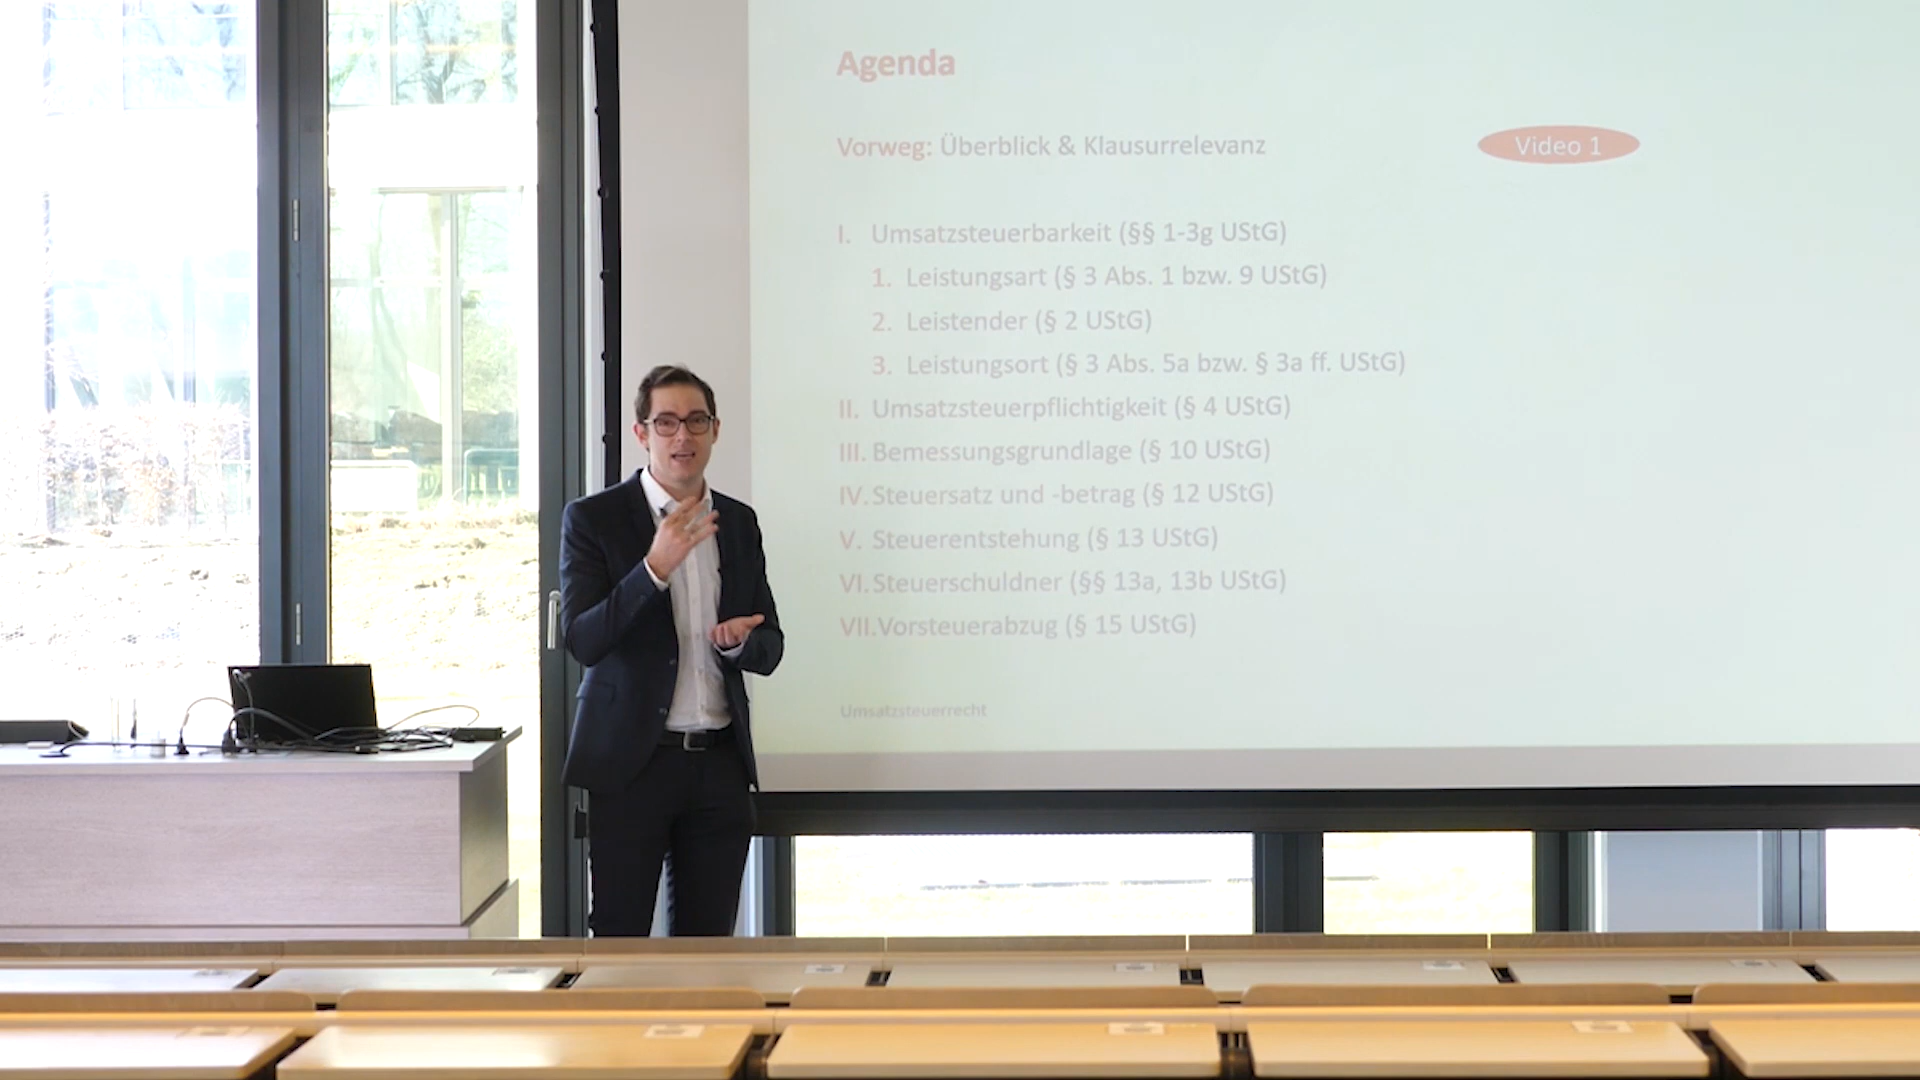 Agenda
Vorweg: Überblick & Klausurrelevanz
Video 1
I. Umsatzsteuerbarkeit (§§ 1-3g UStG)
1. Leistungsart (§ 3 Abs. 1 bzw. 9 UStG)
2. Leistender (§ 2 UStG)
3. Leistungsort (§ 3 Abs. 5a bzw. § 3a ff. UStG)
II. Umsatzsteuerpflichtigkeit (§ 4 UStG)
III. Bemessungsgrundlage (§ 10 UStG)
IV. Steuersatz und -betrag (§ 12 UStG)
V. Steuerentstehung (§ 13 UStG)
VI. Steuerschuldner (§§ 13a, 13b UStG)
VII. Vorsteuerabzug (§ 15 UStG)
Umsatzsteuerrecht